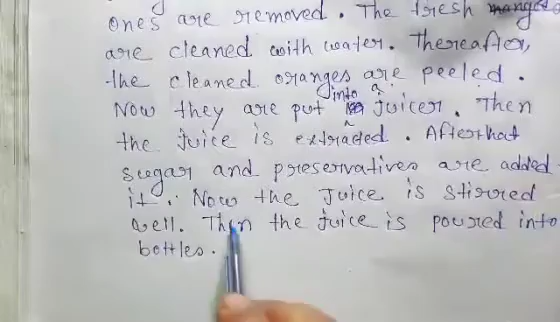 ones are removed. The fresh
are cleaned with water. Thereafter,
the cleaned oranges are peeled.
Now they are put into a juicer. Then
the juice is extracted. Afterthat
sugar and preservatives are added
it. Now the juice is stirred
well. Then the juice is poured into
bottles.